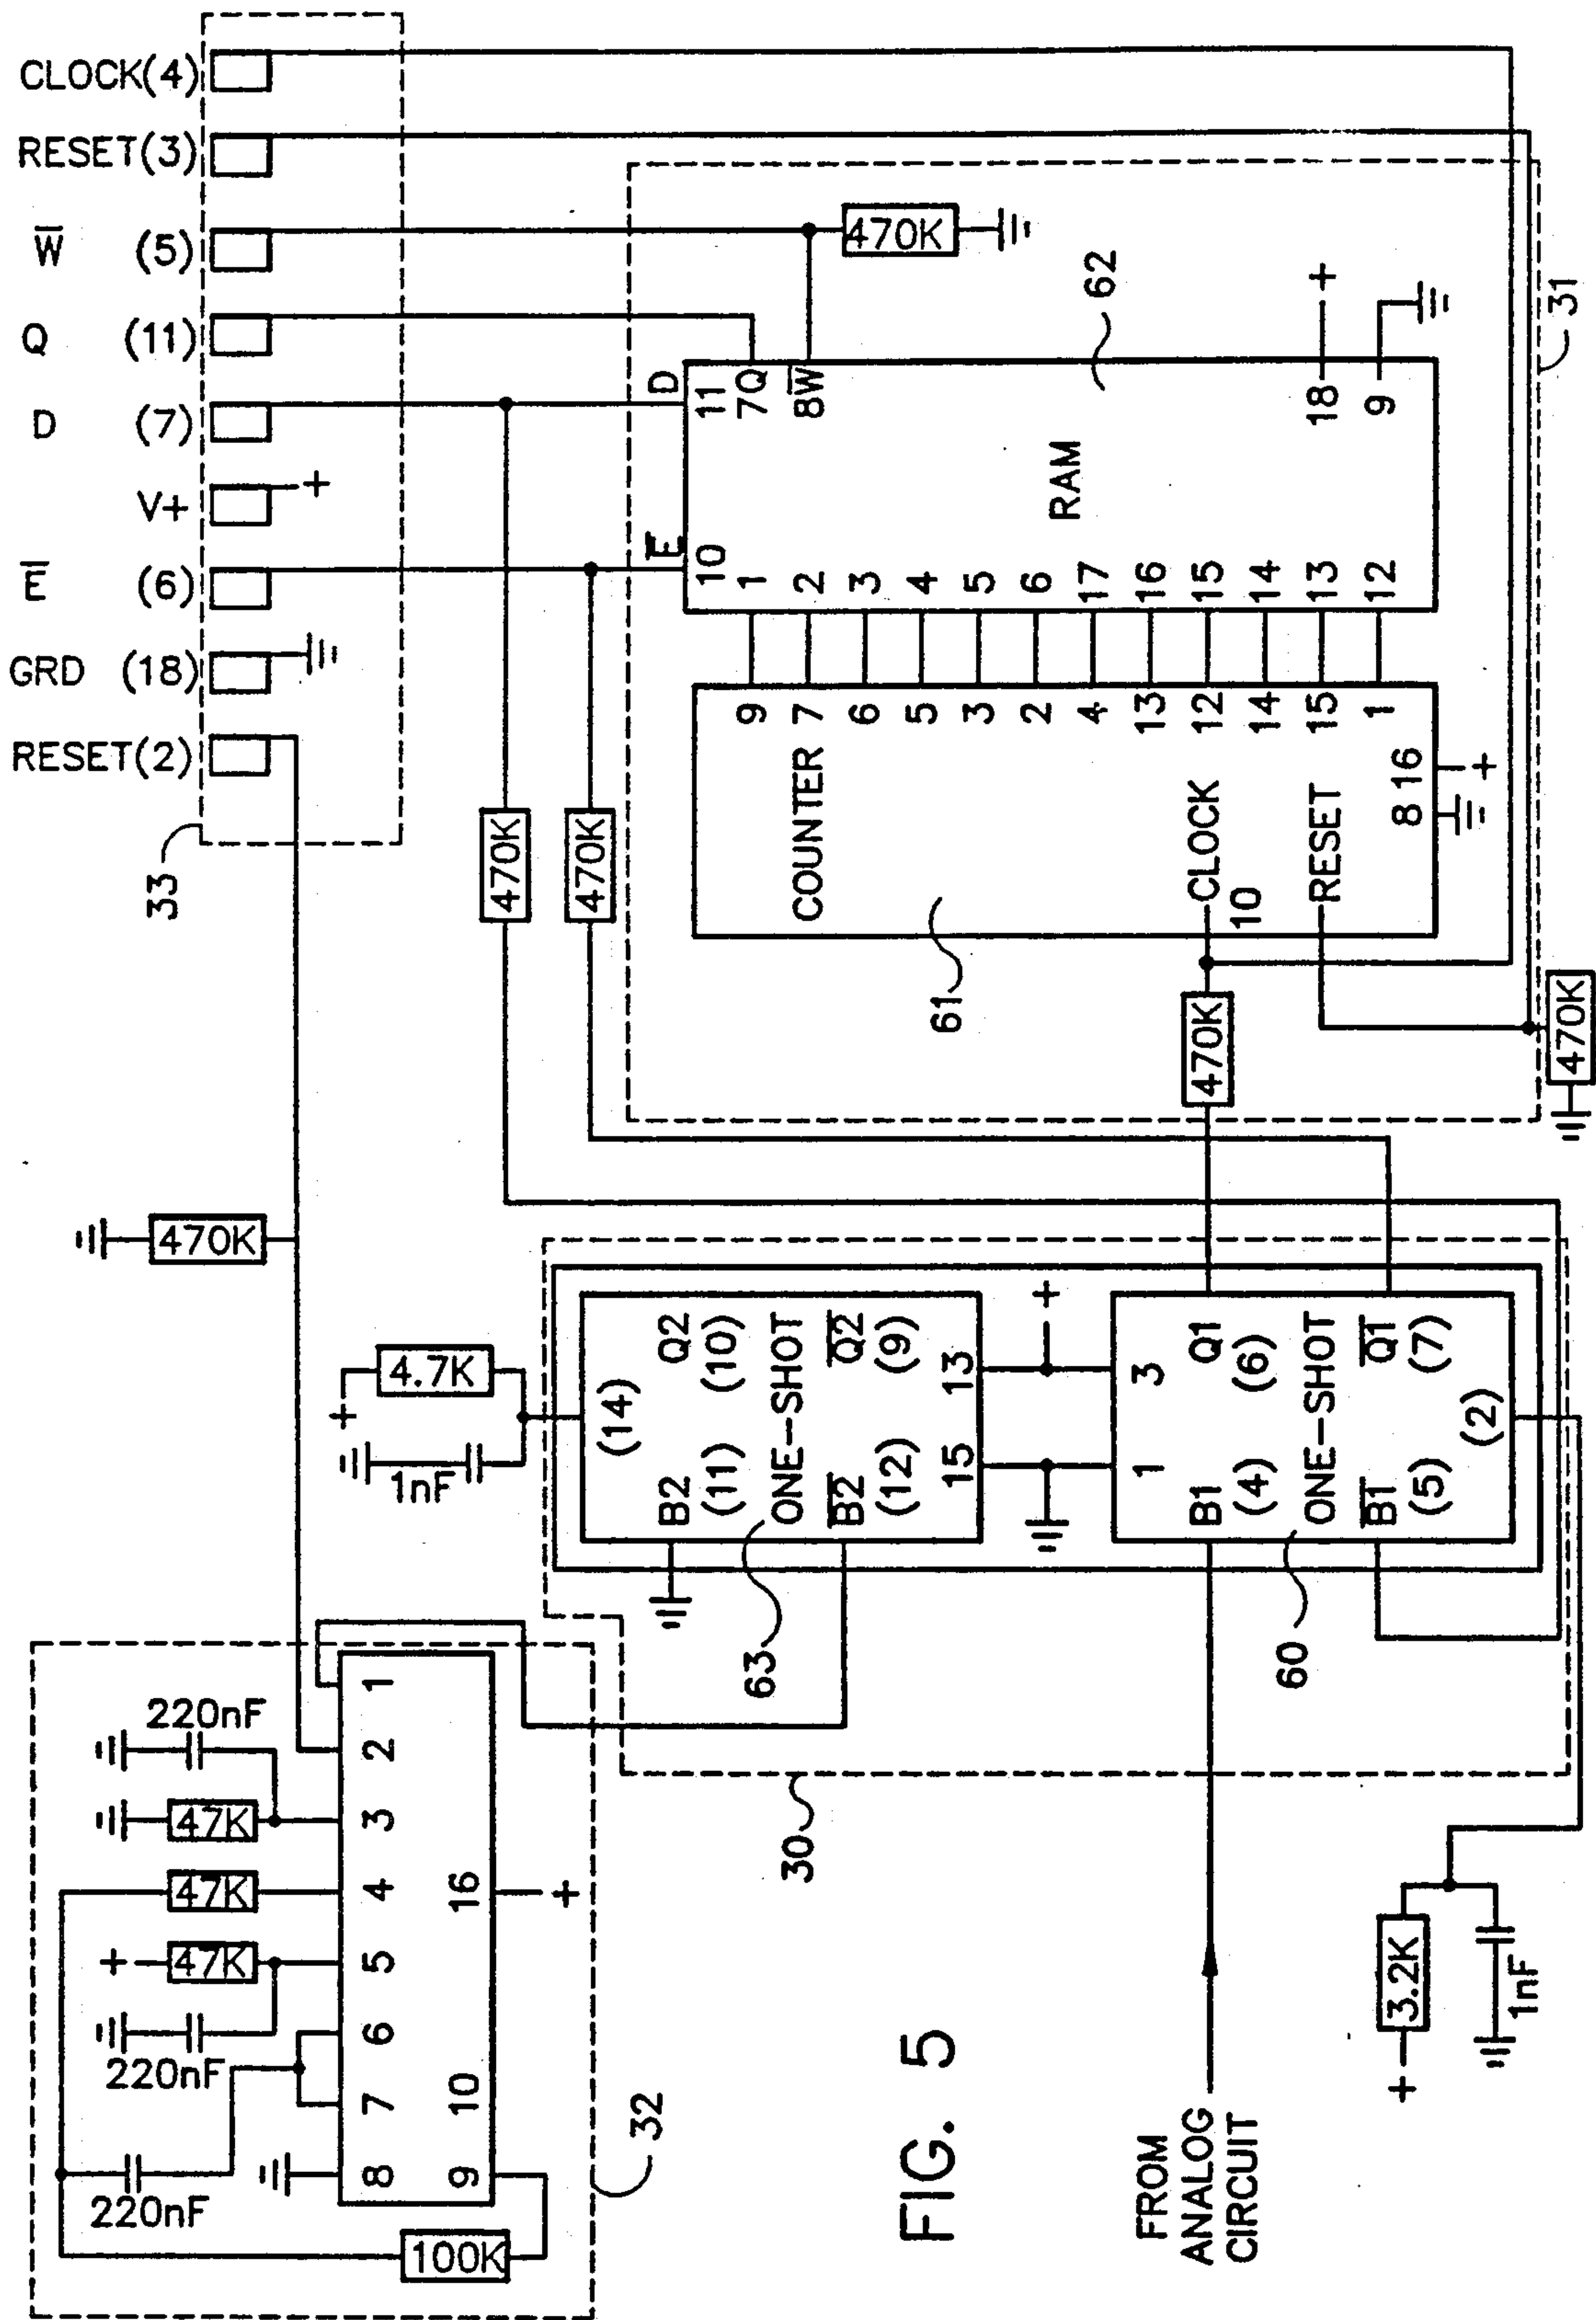 CLOCK(4)
RESET(3)
W̅ (5)
Q (11)
D (7)
V+
E̅ (6)
GRD (18)
RESET(2)
33
470K
62
+
31
D
11
7Q
8W̅
18
9
RAM
E̅
10
1
2
3
4
5
6
17
16
15
14
13
12
+
9
7
6
5
3
2
4
13
12
14
15
1
COUNTER
CLOCK
10
RESET
8 16
+
61
470K
470K
470K
470K
470K
4.7K
+
1nF
(14)
Q2
(10)
B2
(11)
ONE-SHOT
Q̅2̅
(9)
B̅2̅
(12)
13
15
63
+
3
1
Q1
(6)
B1
(4)
ONE-SHOT
Q̅1̅
(7)
B̅1̅
(5)
(2)
60
30
220nF
47K
47K
+
47K
220nF
220nF
100K
1
2
3
4
5
6
7
8
16
10
9
+
32
3.2K
+
1nF
FROM
ANALOG
CIRCUIT
FIG. 5